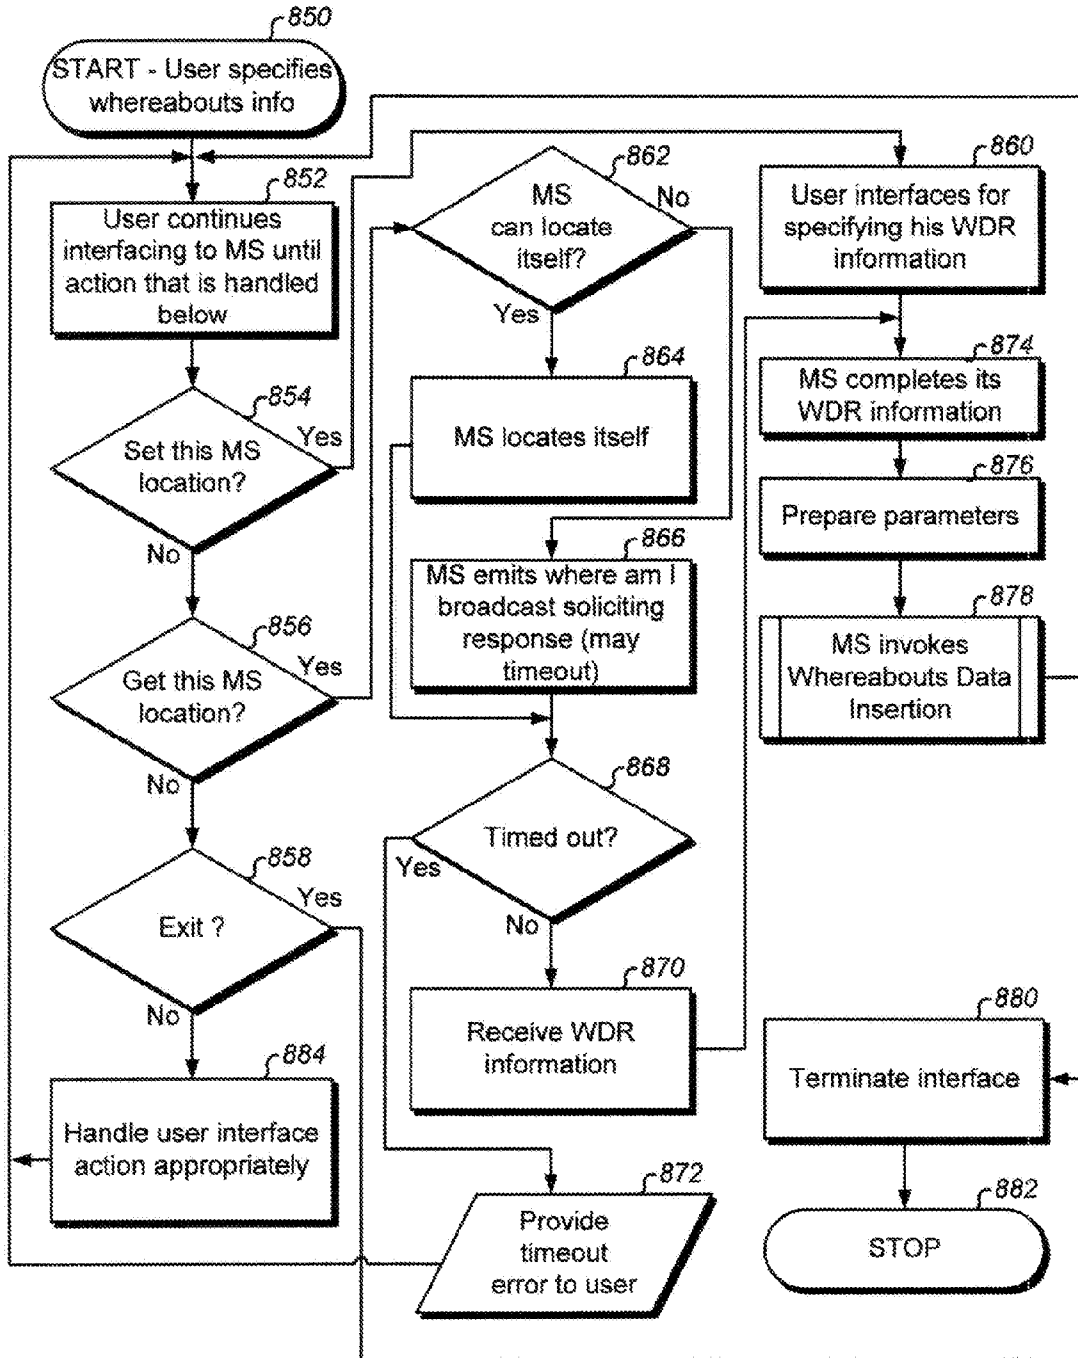 850
START - User specifies
whereabouts info
852
User continues
interfacing to MS until
action that is handled
below
854
Set this MS
location?
Yes
No
856
Get this MS
location?
Yes
No
858
Exit ?
Yes
No
884
Handle user interface
action appropriately
862
MS
can locate
itself?
No
Yes
864
MS locates itself
866
MS emits where am I
broadcast soliciting
response (may
timeout)
868
Timed out?
Yes
No
870
Receive WDR
information
872
Provide
timeout
error to user
860
User interfaces for
specifying his WDR
information
874
MS completes its
WDR information
876
Prepare parameters
878
MS invokes
Whereabouts Data
Insertion
880
Terminate interface
882
STOP